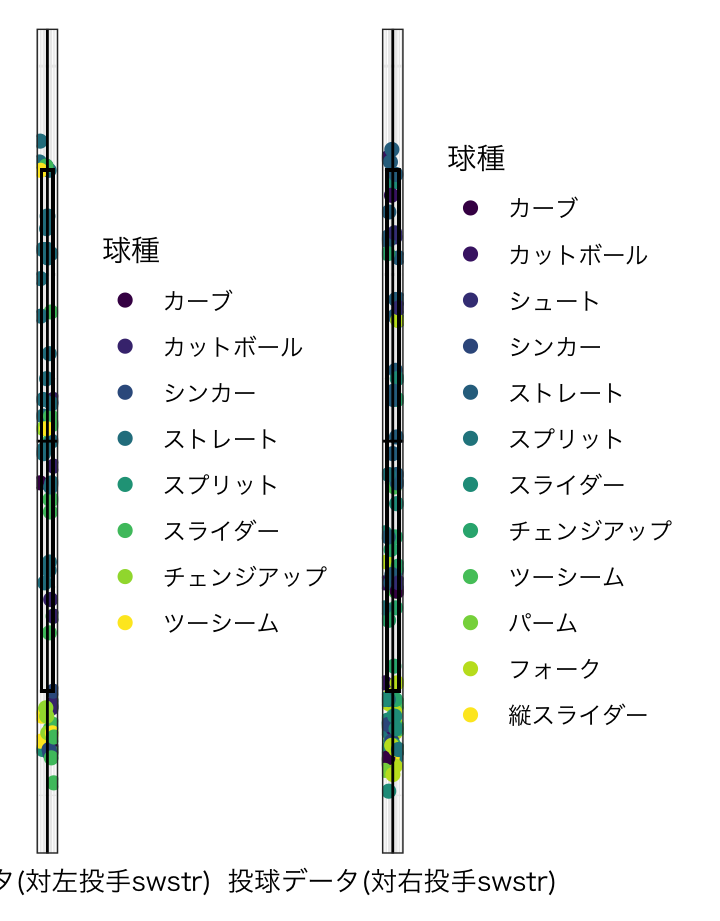 球種
カーブ
カットボール
シンカー
ストレート
スプリット
スライダー
チェンジアップ
ツーシーム
球種
カーブ
カットボール
シュート
シンカー
ストレート
スプリット
スライダー
チェンジアップ
ツーシーム
パーム
フォーク
縦スライダー
タ(対左投手swstr)
投球データ(対右投手swstr)